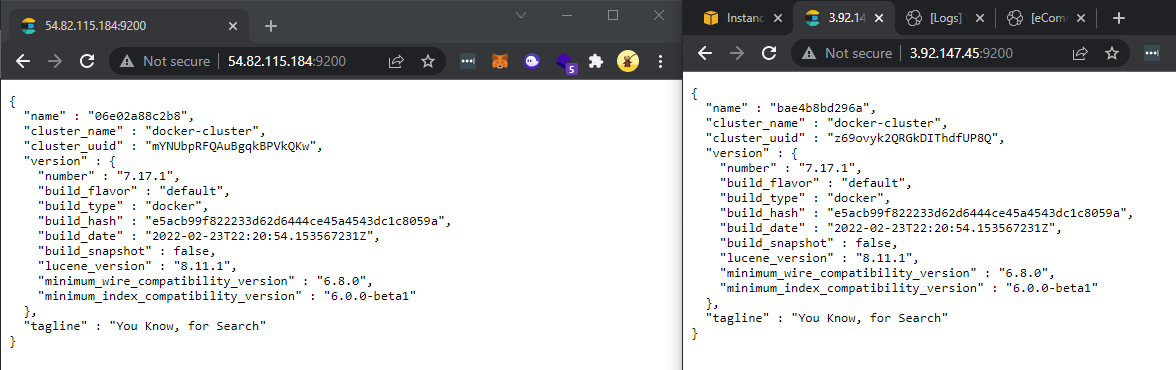 54.82.115.184:9200
Not secure
54.82.115.184:9200
5
{
"name" : "06e02a88c2b8",
"cluster_name" : "docker-cluster",
"cluster_uuid" : "mYNUbpRFQAuBgqkBPVkQKw",
"version" : {
"number" : "7.17.1",
"build_flavor" : "default",
"build_type" : "docker",
"build_hash" : "e5acb99f822233d62d6444ce45a4543dc1c8059a",
"build_date" : "2022-02-23T22:20:54.153567231Z",
"build_snapshot" : false,
"lucene_version" : "8.11.1",
"minimum_wire_compatibility_version" : "6.8.0",
"minimum_index_compatibility_version" : "6.0.0-beta1"
},
"tagline" : "You Know, for Search"
}
Instanc
3.92.14
[Logs]
[eComm
Not secure
3.92.147.45:9200
{
"name" : "bae4b8bd296a",
"cluster_name" : "docker-cluster",
"cluster_uuid" : "z69ovyk2QRGkDIThdfUP8Q",
"version" : {
"number" : "7.17.1",
"build_flavor" : "default",
"build_type" : "docker",
"build_hash" : "e5acb99f822233d62d6444ce45a4543dc1c8059a",
"build_date" : "2022-02-23T22:20:54.153567231Z",
"build_snapshot" : false,
"lucene_version" : "8.11.1",
"minimum_wire_compatibility_version" : "6.8.0",
"minimum_index_compatibility_version" : "6.0.0-beta1"
},
"tagline" : "You Know, for Search"
}